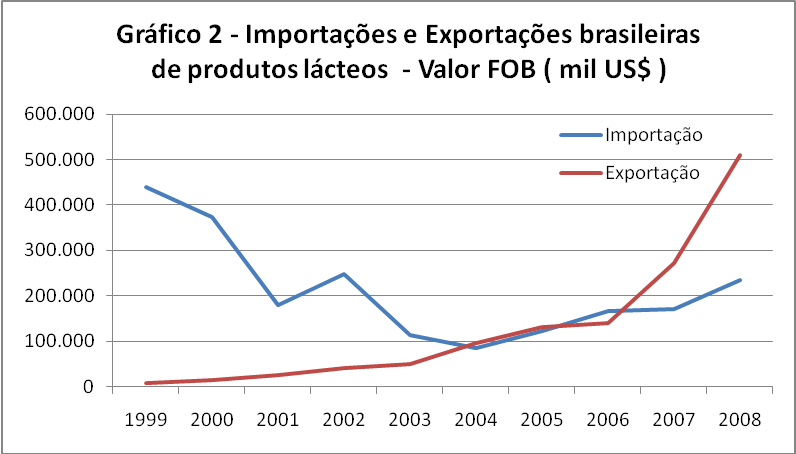 Gráfico 2 - Importações e Exportações brasileiras
de produtos lácteos - Valor FOB ( mil US$ )
600.000
500.000
400.000
300.000
200.000
100.000
0
Importação
Exportação
1999 2000 2001 2002 2003 2004 2005 2006 2007 2008